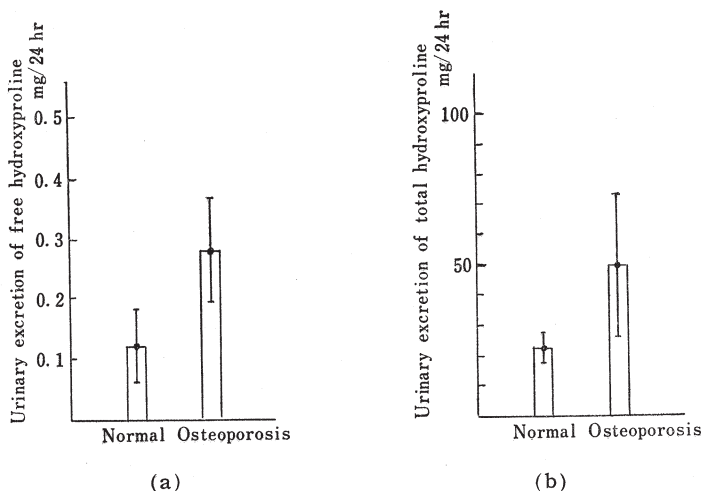 Urinary excretion of free hydroxyproline
mg/24 hr
0.5
0.4
0.3
0.2
0.1
Normal Osteoporosis
(a)
Urinary excretion of total hydroxyproline
mg/24 hr
100
50
Normal Osteoporosis
(b)